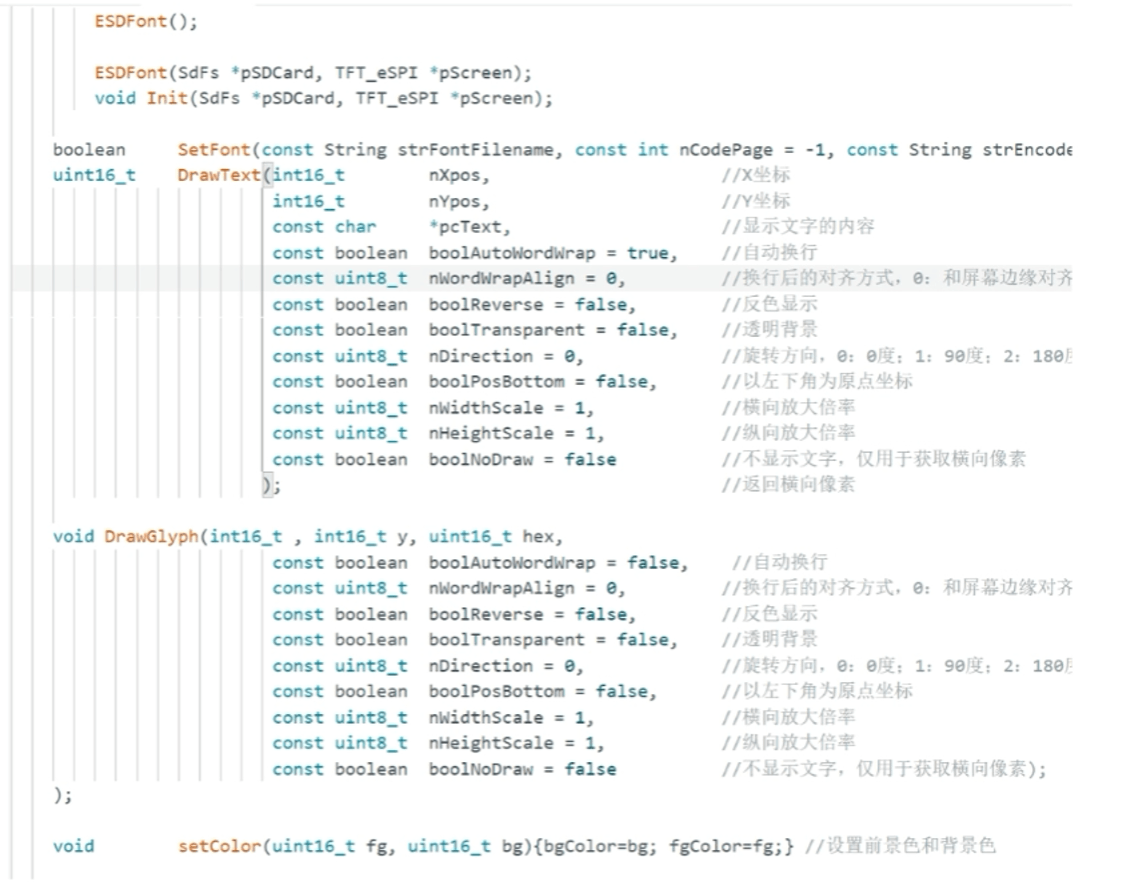 ESDFont();
ESDFont(SdFs *pSDCard, TFT_eSPI *pScreen);
void Init(SdFs *pSDCard, TFT_eSPI *pScreen);
boolean SetFont(const String strFontFilename, const int nCodePage = -1, const String strEncode
uint16_t DrawText(int16_t nXpos, //X坐标
int16_t nYpos, //Y坐标
const char *pcText, //显示文字的内容
const boolean boolAutoWordWrap = true, //自动换行
const uint8_t nWordWrapAlign = 0, //换行后的对齐方式，0：和屏幕边缘对齐
const boolean boolReverse = false, //反色显示
const boolean boolTransparent = false, //透明背景
const uint8_t nDirection = 0, //旋转方向，0：0度；1：90度；2：180
const boolean boolPosBottom = false, //以左下角为原点坐标
const uint8_t nWidthScale = 1, //横向放大倍率
const uint8_t nHeightScale = 1, //纵向放大倍率
const boolean boolNoDraw = false //不显示文字，仅用于获取横向像素
); //返回横向像素
void DrawGlyph(int16_t , int16_t y, uint16_t hex,
const boolean boolAutoWordWrap = false, //自动换行
const uint8_t nWordWrapAlign = 0, //换行后的对齐方式，0：和屏幕边缘对齐
const boolean boolReverse = false, //反色显示
const boolean boolTransparent = false, //透明背景
const uint8_t nDirection = 0, //旋转方向，0：0度；1：90度；2：180
const boolean boolPosBottom = false, //以左下角为原点坐标
const uint8_t nWidthScale = 1, //横向放大倍率
const uint8_t nHeightScale = 1, //纵向放大倍率
const boolean boolNoDraw = false //不显示文字，仅用于获取横向像素);
);
void setColor(uint16_t fg, uint16_t bg){bgColor=bg; fgColor=fg;} //设置前景色和背景色